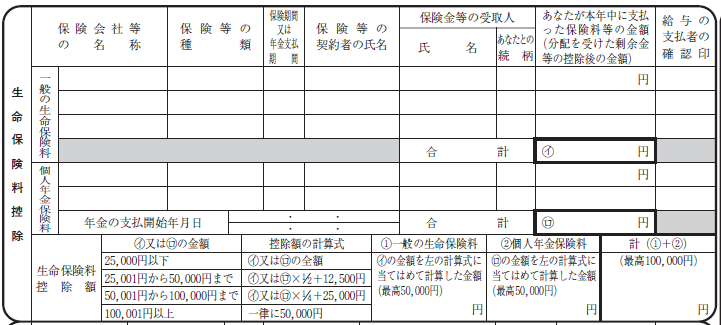 保険会社等の名称
保険等の種類
保険期間又は年金支払期間
保険等の契約者の氏名
保険金等の受取人
氏名
あなたとの続柄
あなたが本年中に支払った保険料等の金額(分配を受けた剰余金等の控除後の金額)
給与の支払者の確認印
生命保険料控除
一般の生命保険料
円
合計
㋑ 円
個人年金保険料
円
年金の支払開始年月日 ・ ・
・ ・
合計
㋺ 円
生命保険料控除額
㋑又は㋺の金額 控除額の計算式
25,000円以下 ㋑又は㋺の全額
25,001円から50,000円まで ㋑又は㋺×½+12,500円
50,001円から100,000円まで ㋑又は㋺×¼+25,000円
100,001円以上 一律に50,000円
①一般の生命保険料
㋑の金額を左の計算式に
当てはめて計算した金額
(最高50,000円)
円
②個人年金保険料
㋺の金額を左の計算式に
当てはめて計算した金額
(最高50,000円)
円
計(①+②)
(最高100,000円)
円